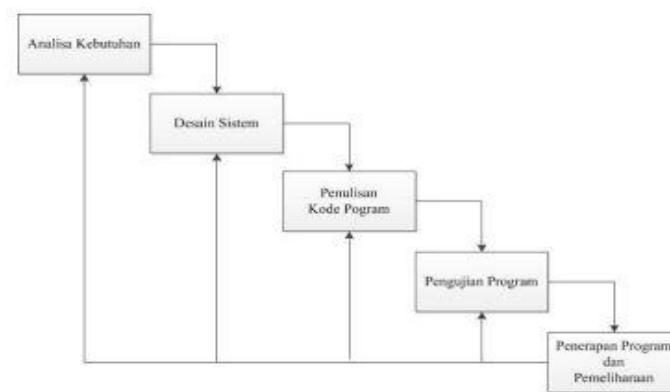 Analisa Kebutuhan
Desain Sistem
Penulisan
Kode Pogram
Pengujian Program
Penerapan Program
dan
Pemeliharaan